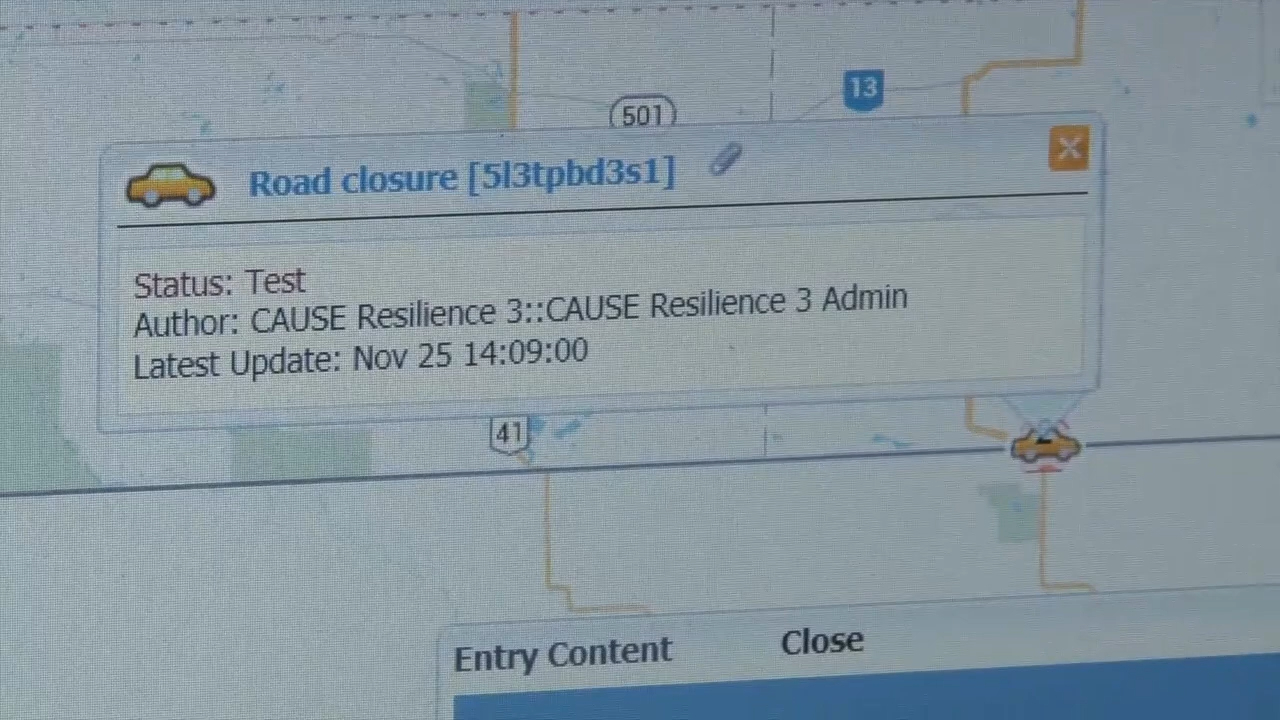 501
13
Road closure [5l3tpbd3s1]
Status: Test
Author: CAUSE Resilience 3::CAUSE Resilience 3 Admin
Latest Update: Nov 25 14:09:00
41
Entry Content
Close